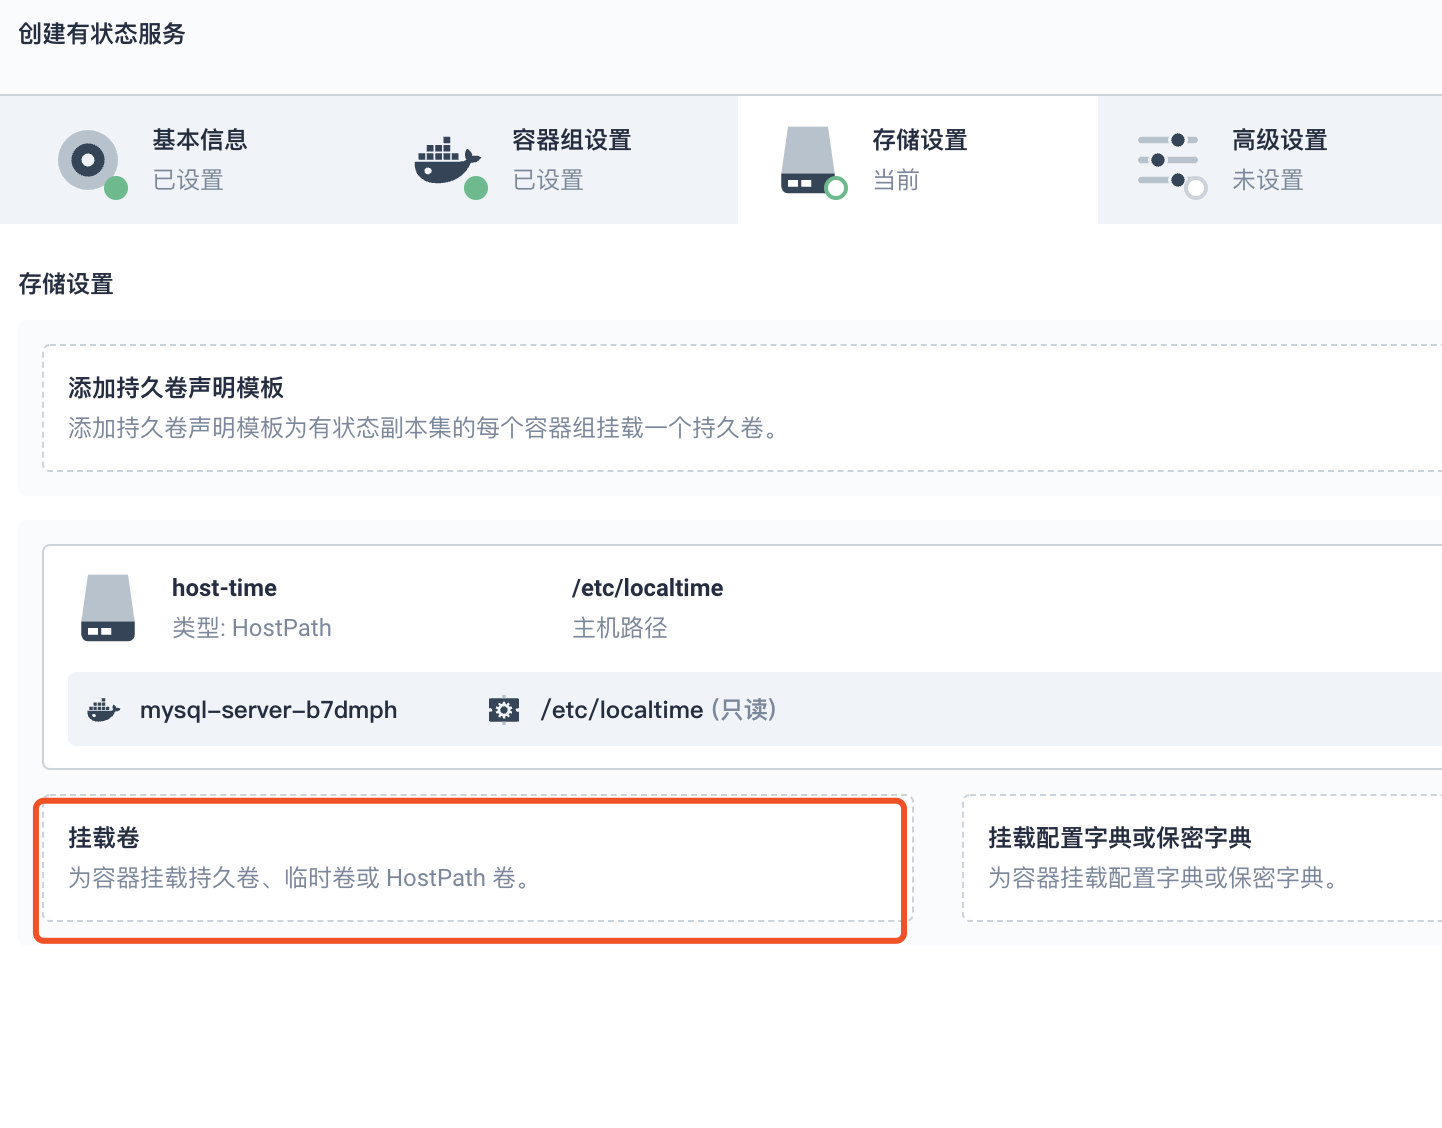 创建有状态服务
基本信息
已设置
容器组设置
已设置
存储设置
当前
高级设置
未设置
存储设置
添加持久卷声明模板
添加持久卷声明模板为有状态副本集的每个容器组挂载一个持久卷。
host-time
类型: HostPath
/etc/localtime
主机路径
mysql-server-b7dmph
/etc/localtime (只读)
挂载卷
为容器挂载持久卷、临时卷或 HostPath 卷。
挂载配置字典或保密字典
为容器挂载配置字典或保密字典。